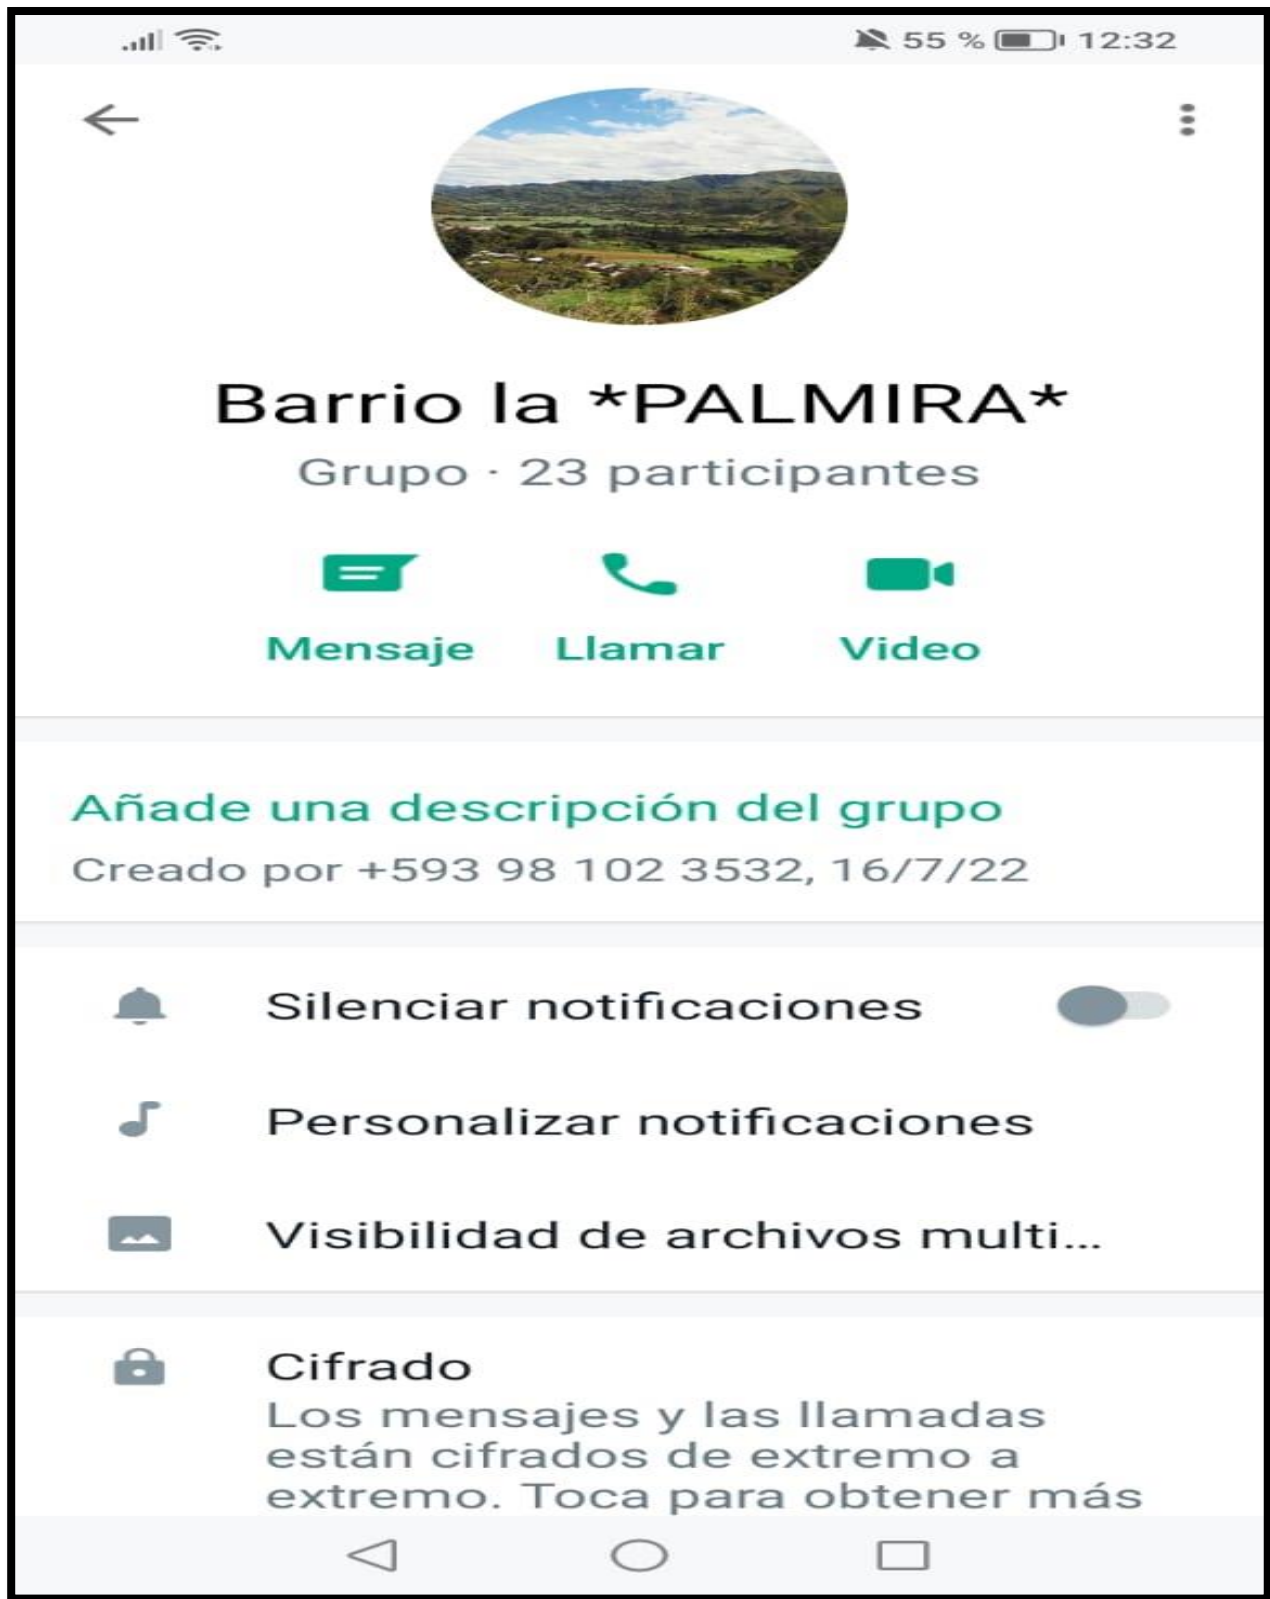 55 % 12:32
Barrio la *PALMIRA*
Grupo · 23 participantes
Mensaje Llamar Video
Añade una descripción del grupo
Creado por +593 98 102 3532, 16/7/22
Silenciar notificaciones
Personalizar notificaciones
Visibilidad de archivos multi...
Cifrado
Los mensajes y las llamadas
están cifrados de extremo a
extremo. Toca para obtener más